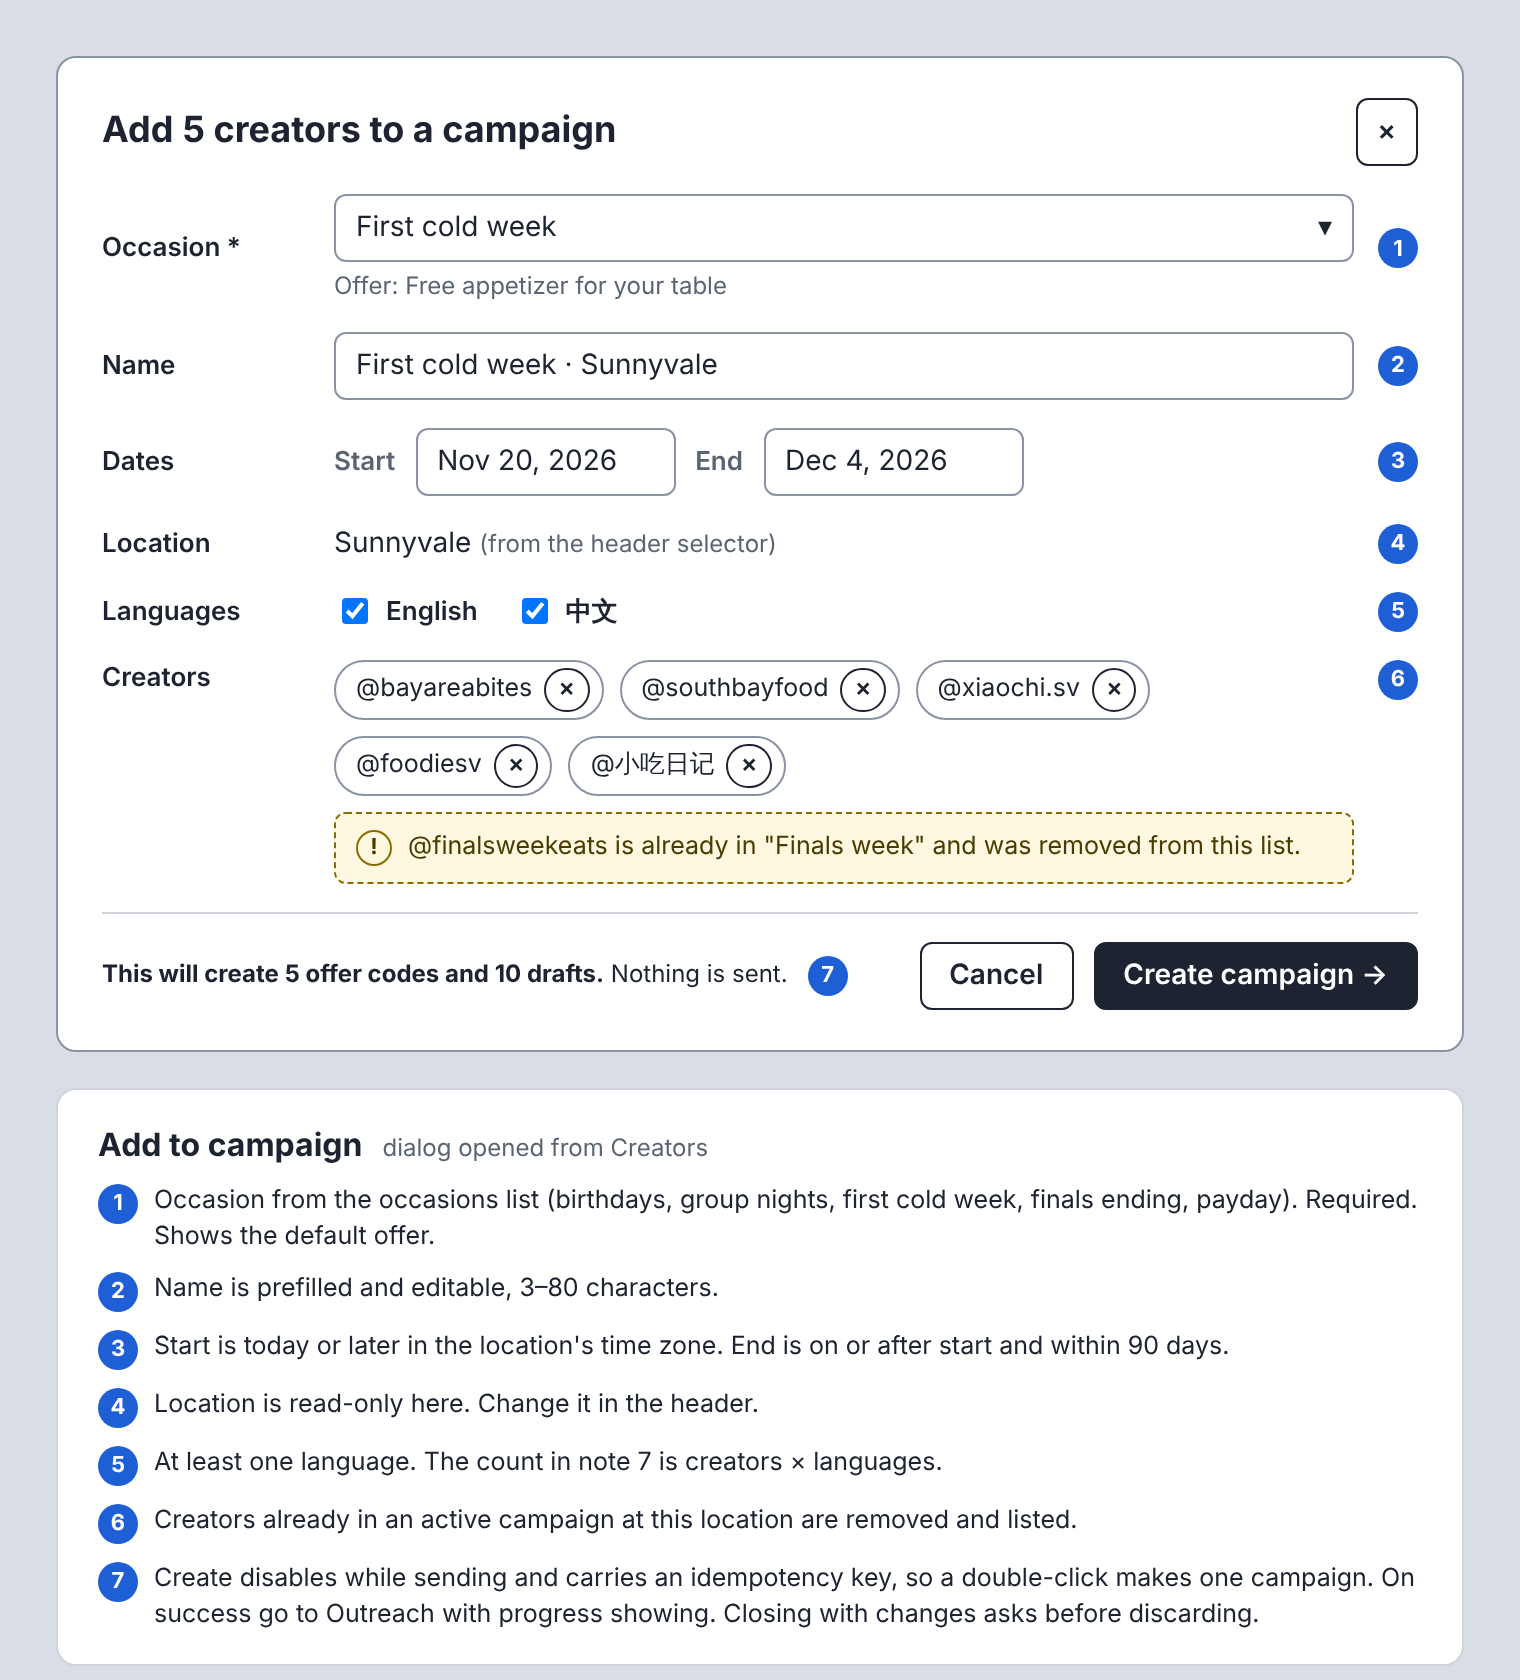 Add 5 creators to a campaign
×
Occasion *
First cold week ▼
1
Offer: Free appetizer for your table
Name
First cold week · Sunnyvale
2
Dates
Start
Nov 20, 2026
End
Dec 4, 2026
3
Location
Sunnyvale (from the header selector)
4
Languages
English
中文
5
Creators
@bayareabites ×
@southbayfood ×
@xiaochi.sv ×
6
@foodiesv ×
@小吃日记 ×
! @finalsweekeats is already in "Finals week" and was removed from this list.
This will create 5 offer codes and 10 drafts. Nothing is sent.
7
Cancel
Create campaign →
Add to campaign dialog opened from Creators
1 Occasion from the occasions list (birthdays, group nights, first cold week, finals ending, payday). Required.
Shows the default offer.
2 Name is prefilled and editable, 3–80 characters.
3 Start is today or later in the location's time zone. End is on or after start and within 90 days.
4 Location is read-only here. Change it in the header.
5 At least one language. The count in note 7 is creators × languages.
6 Creators already in an active campaign at this location are removed and listed.
7 Create disables while sending and carries an idempotency key, so a double-click makes one campaign. On
success go to Outreach with progress showing. Closing with changes asks before discarding.